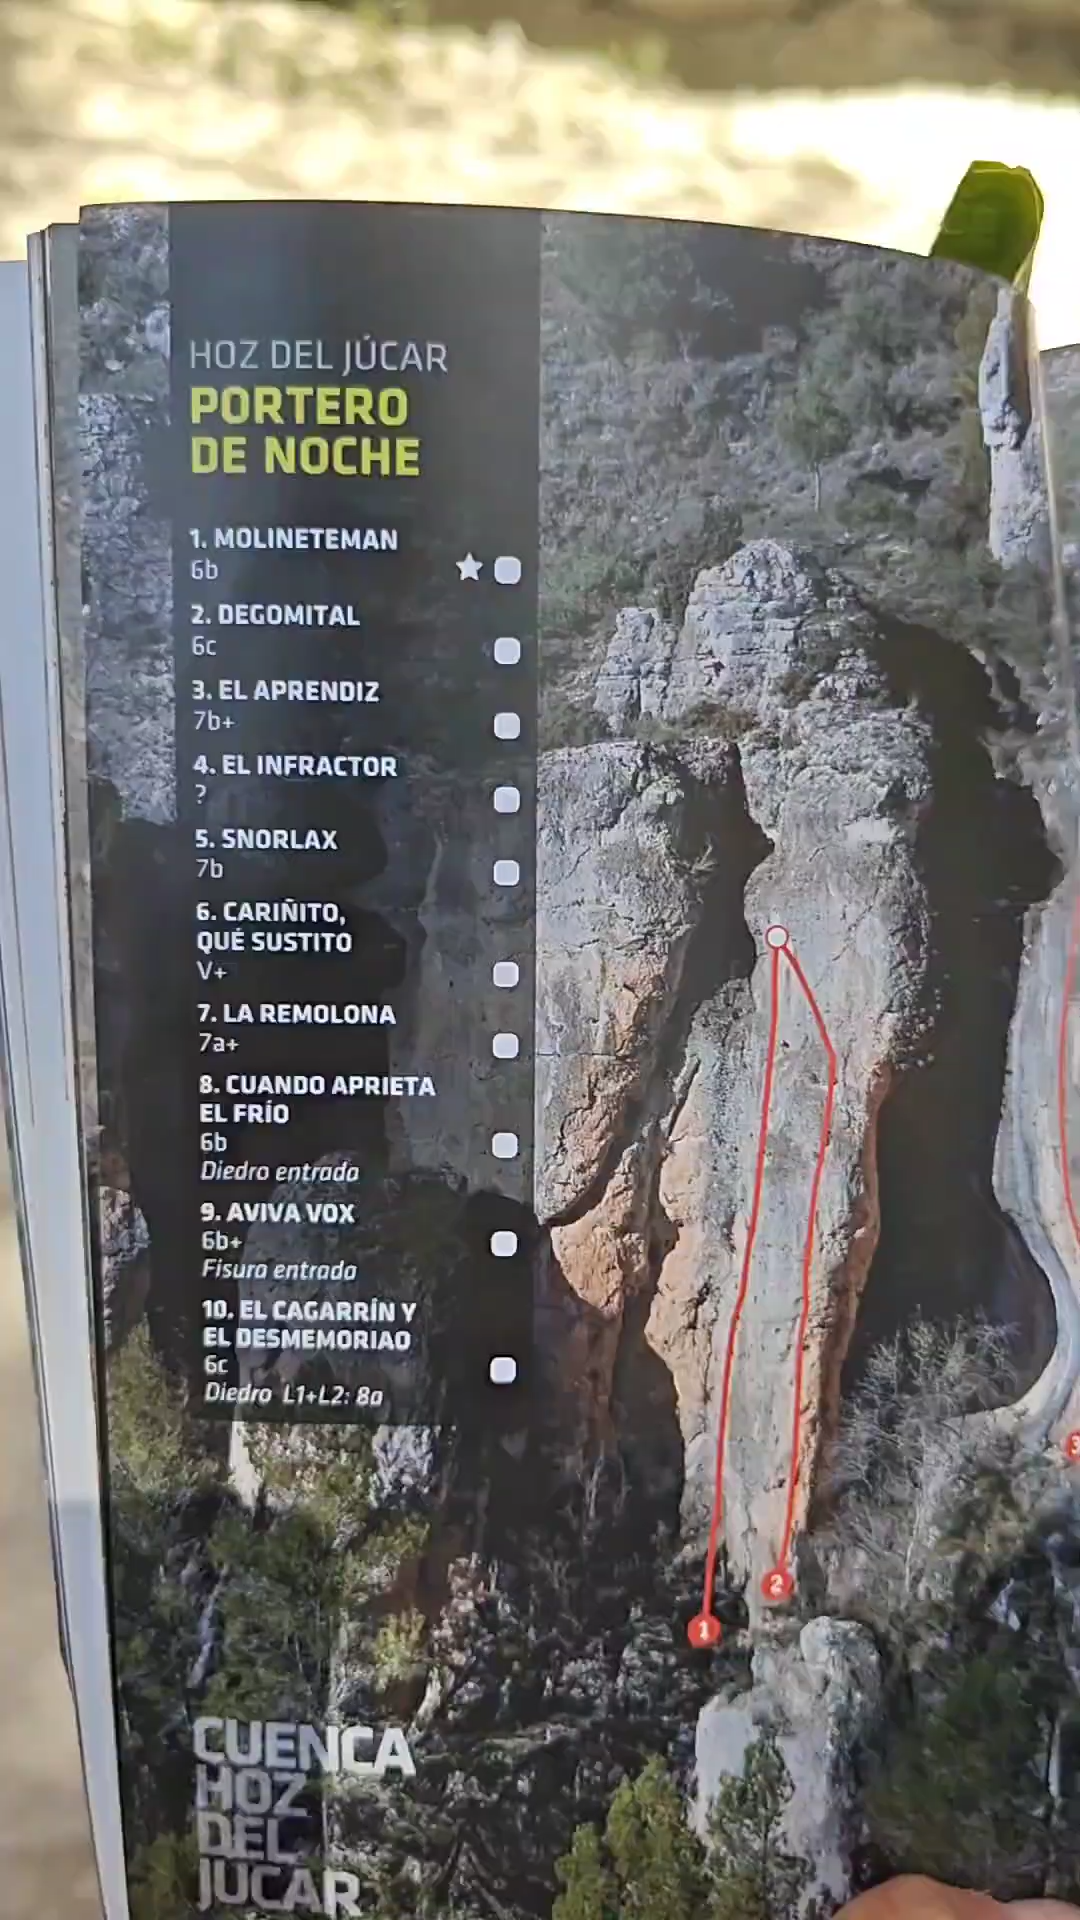 HOZ DEL JÚCAR
PORTERO
DE NOCHE
1. MOLINETEMAN
6b
2. DEGOMITAL
6c
3. EL APRENDIZ
7b+
4. EL INFRACTOR
?
5. SNORLAX
7b
6. CARIÑITO,
QUÉ SUSTITO
V+
7. LA REMOLONA
7a+
8. CUANDO APRIETA
EL FRÍO
6b
Diedro entrada
9. AVIVA VOX
6b+
Fisura entrada
10. EL CAGARRÍN Y
EL DESMEMORIAO
6c
Diedro L1+L2: 8a
1
2
3
CUENCA
HOZ
DEL
JUCAR